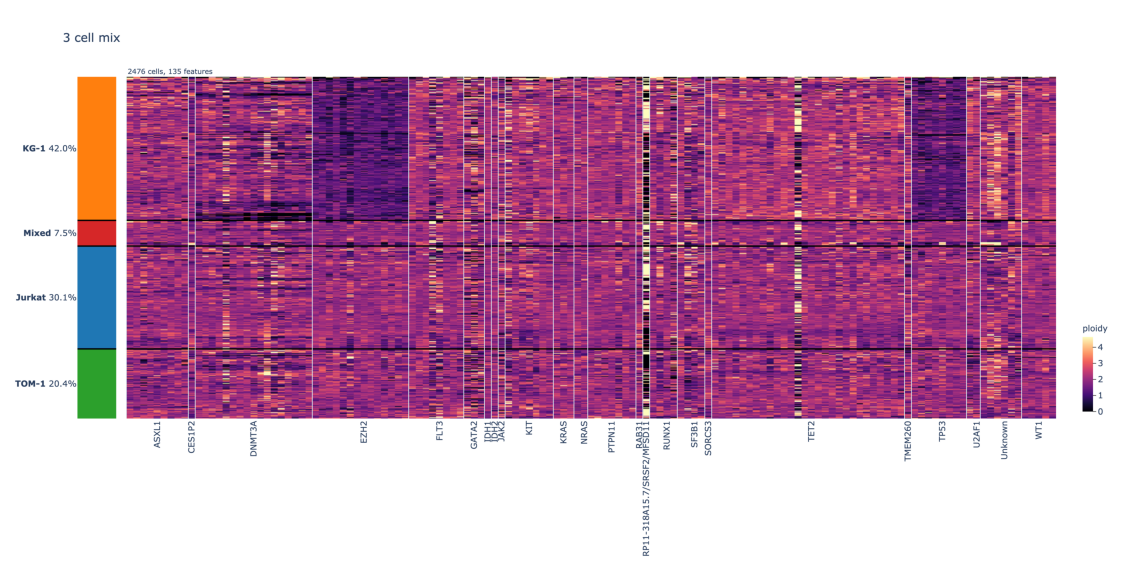 3 cell mix
2476 cells, 135 features
KG-1 42.0%
Mixed 7.5%
Jurkat 30.1%
TOM-1 20.4%
ploidy
4
3
2
1
0
ASXL1
CES1P2
DNMT3A
EZH2
FLT3
GATA2
IDH1
IDH2
JAK2
KIT
KRAS
NRAS
PTPN11
RAB31
RP11-318A15.7/SRSF2/MFSD11
RUNX1
SF3B1
SORCS3
TET2
TMEM260
TP53
U2AF1
Unknown
WT1